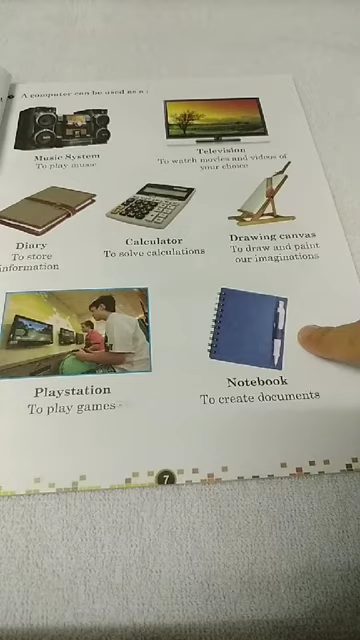 A computer can be used as a :
Music System
To play music
Television
To watch movies and videos of
your choice
Diary
To store
information
Calculator
To solve calculations
Drawing canvas
To draw and paint
our imaginations
Playstation
To play games
Notebook
To create documents
7